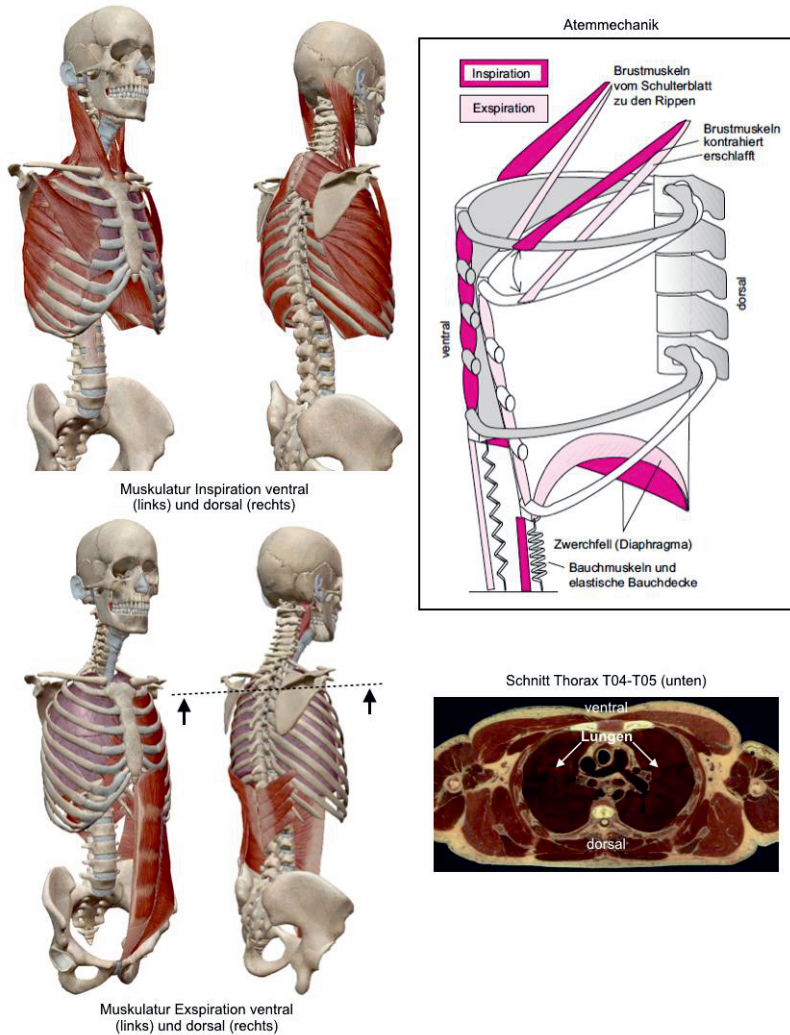 Atemmechanik
Inspiration
Exspiration
Brustmuskeln
vom Schulterblatt
zu den Rippen
Brustmuskeln
kontrahiert
erschlafft
ventral
dorsal
Zwerchfell (Diaphragma)
Bauchmuskeln und
elastische Bauchdecke
Muskulatur Inspiration ventral
(links) und dorsal (rechts)
Schnitt Thorax T04-T05 (unten)
ventral
Lungen
dorsal
Muskulatur Exspiration ventral
(links) und dorsal (rechts)